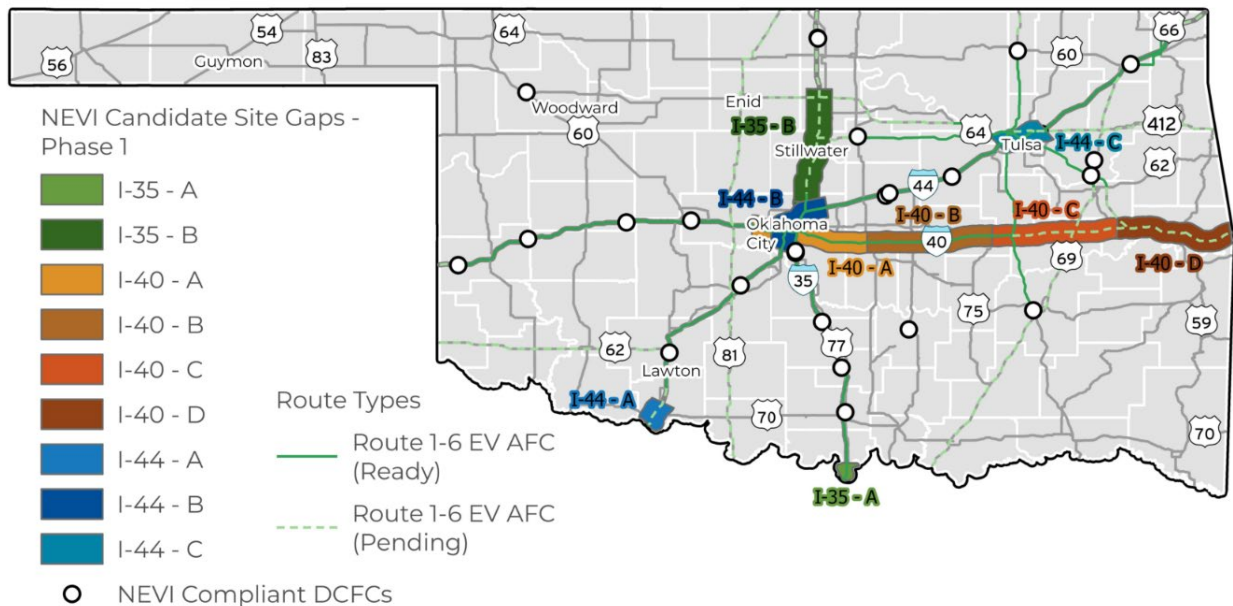 54
64
66
56
Guymon
83
60
Woodward
Enid
412
NEVI Candidate Site Gaps -
Phase 1
60
I-35 - B
64
Tulsa
I-44 - C
Stillwater
62
I-35 - A
44
I-44 - B
I-40 - B
I-40 - C
I-35 - B
Oklahoma
City
40
I-40 - A
I-40 - A
69
I-40 - D
35
I-40 - B
75
59
62
81
77
I-40 - C
Lawton
Route Types
I-40 - D
I-44 - A
70
70
Route 1-6 EV AFC
(Ready)
I-44 - A
I-35 - A
I-44 - B
Route 1-6 EV AFC
(Pending)
I-44 - C
NEVI Compliant DCFCs